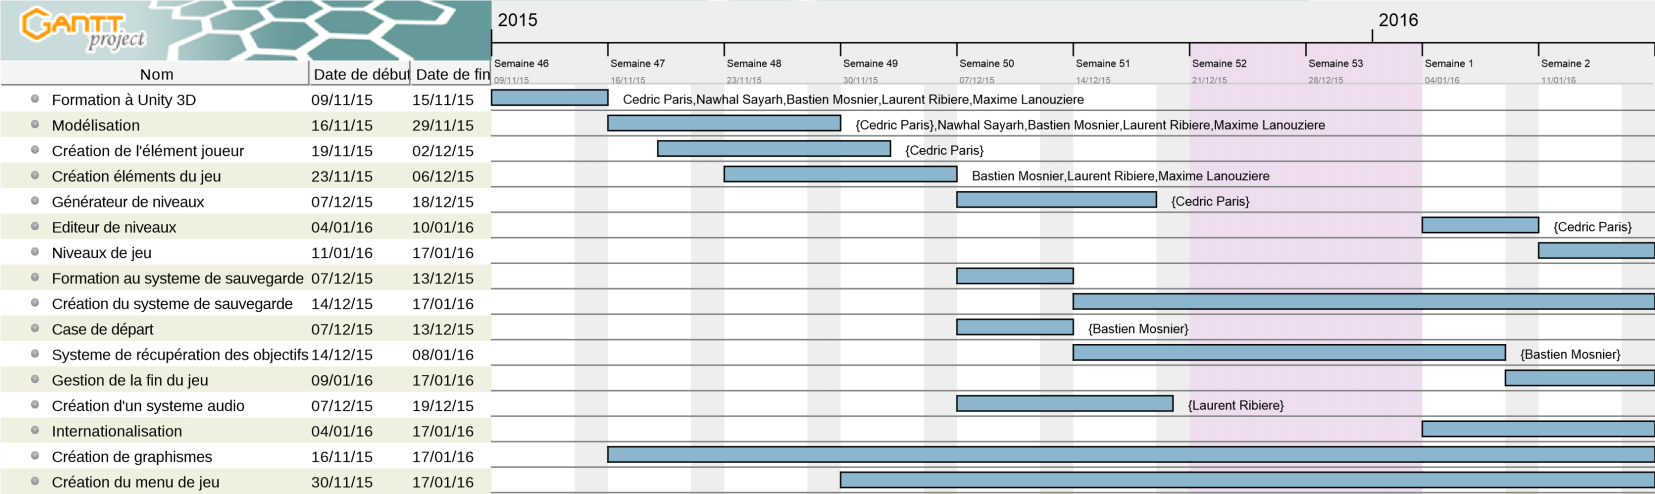 GANTT project
2015 2016
Nom Date de début Date de fin
Semaine 46 Semaine 47 Semaine 48 Semaine 49 Semaine 50 Semaine 51 Semaine 52 Semaine 53 Semaine 1 Semaine 2
09/11/15 16/11/15 23/11/15 30/11/15 07/12/15 14/12/15 21/12/15 28/12/15 04/01/16 11/01/16
Formation à Unity 3D 09/11/15 15/11/15 Cedric Paris,Nawhal Sayarh,Bastien Mosnier,Laurent Ribiere,Maxime Lanouziere
Modélisation 16/11/15 29/11/15 {Cedric Paris},Nawhal Sayarh,Bastien Mosnier,Laurent Ribiere,Maxime Lanouziere
Création de l'élément joueur 19/11/15 02/12/15 {Cedric Paris}
Création éléments du jeu 23/11/15 06/12/15 Bastien Mosnier,Laurent Ribiere,Maxime Lanouziere
Générateur de niveaux 07/12/15 18/12/15 {Cedric Paris}
Editeur de niveaux 04/01/16 10/01/16 {Cedric Paris}
Niveaux de jeu 11/01/16 17/01/16
Formation au systeme de sauvegarde 07/12/15 13/12/15
Création du systeme de sauvegarde 14/12/15 17/01/16
Case de départ 07/12/15 13/12/15 {Bastien Mosnier}
Systeme de récupération des objectifs 14/12/15 08/01/16 {Bastien Mosnier}
Gestion de la fin du jeu 09/01/16 17/01/16
Création d'un systeme audio 07/12/15 19/12/15 {Laurent Ribiere}
Internationalisation 04/01/16 17/01/16
Création de graphismes 16/11/15 17/01/16
Création du menu de jeu 30/11/15 17/01/16